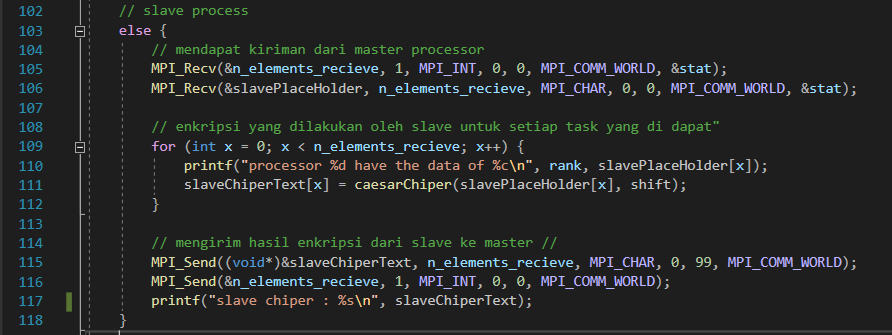 102 // slave process
103 else {
104 // mendapat kiriman dari master processor
105 MPI_Recv(&n_elements_recieve, 1, MPI_INT, 0, 0, MPI_COMM_WORLD, &stat);
106 MPI_Recv(&slavePlaceHolder, n_elements_recieve, MPI_CHAR, 0, 0, MPI_COMM_WORLD, &stat);
107
108 // enkripsi yang dilakukan oleh slave untuk setiap task yang di dapat"
109 for (int x = 0; x < n_elements_recieve; x++) {
110 printf("processor %d have the data of %c\n", rank, slavePlaceHolder[x]);
111 slaveChiperText[x] = caesarChiper(slavePlaceHolder[x], shift);
112 }
113
114 // mengirim hasil enkripsi dari slave ke master //
115 MPI_Send((void*)&slaveChiperText, n_elements_recieve, MPI_CHAR, 0, 99, MPI_COMM_WORLD);
116 MPI_Send(&n_elements_recieve, 1, MPI_INT, 0, 0, MPI_COMM_WORLD);
117 printf("slave chiper : %s\n", slaveChiperText);
118 }